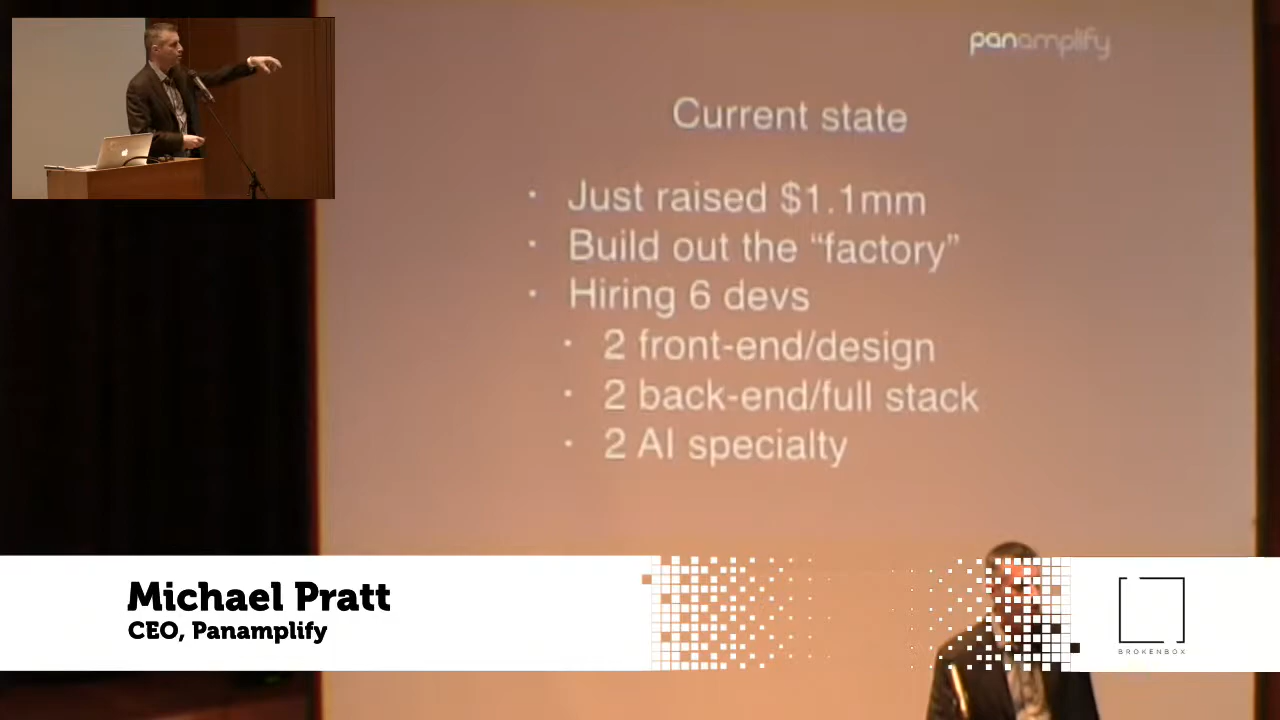 panamplify
Current state
· Just raised $1.1mm
· Build out the “factory”
· Hiring 6 devs
· 2 front-end/design
· 2 back-end/full stack
· 2 AI specialty
Michael Pratt
CEO, Panamplify
BROKENBOX